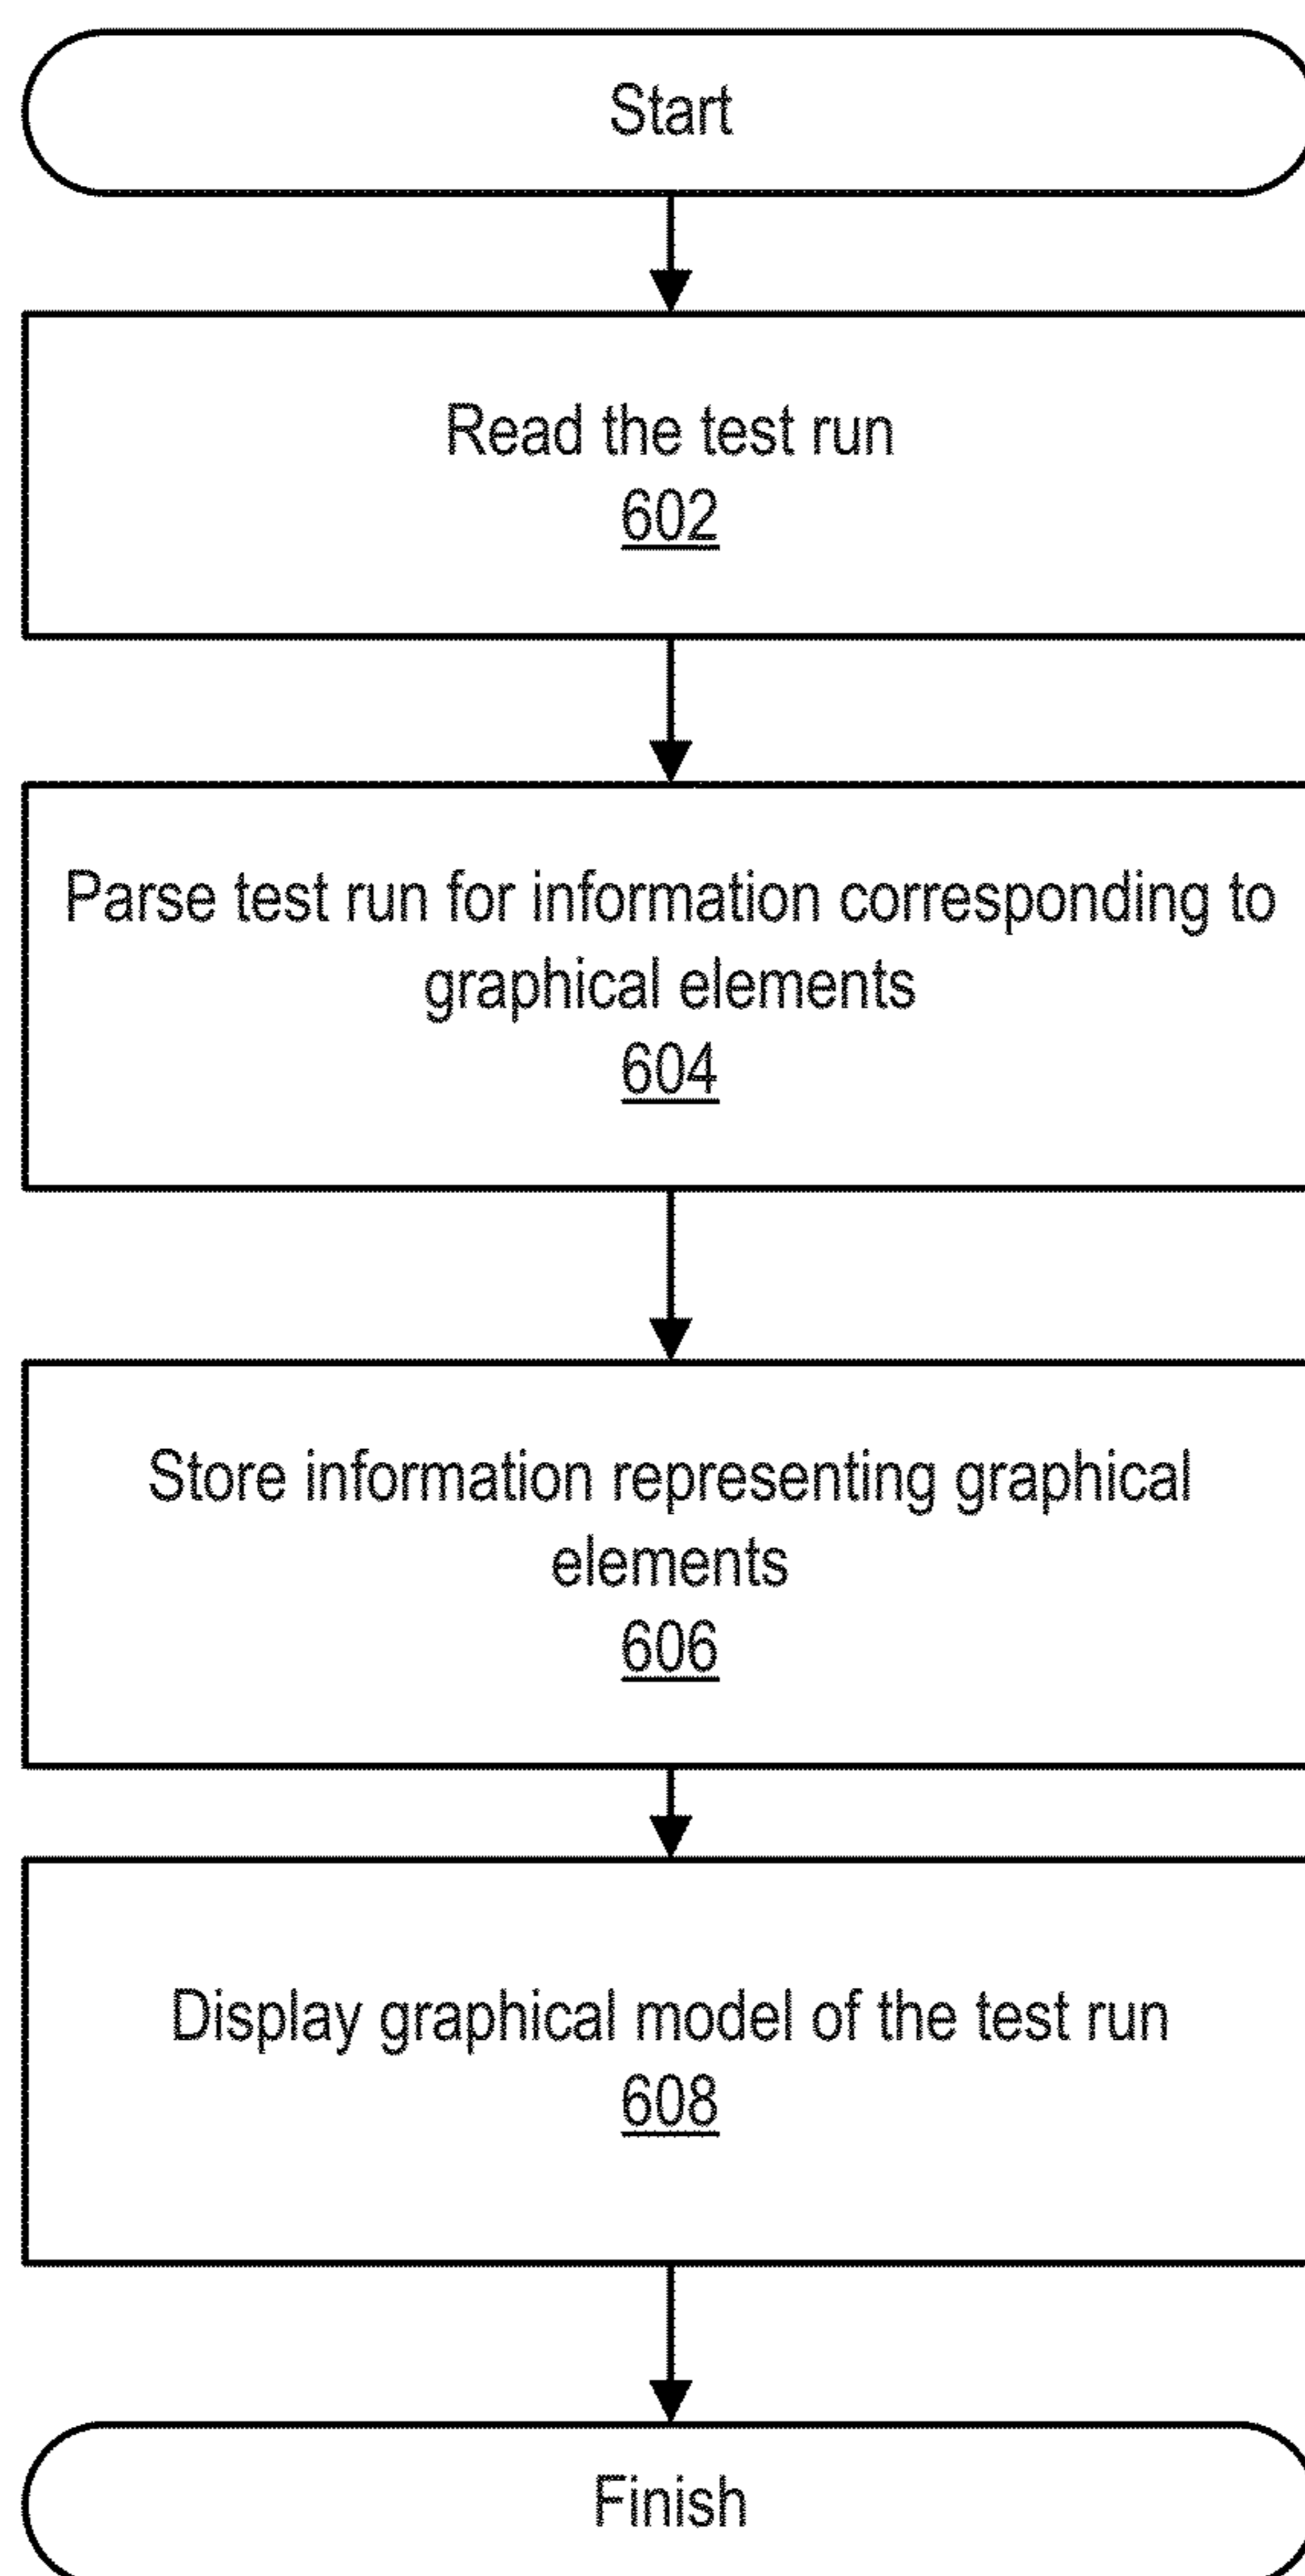 Start
Read the test run
602
Parse test run for information corresponding to
graphical elements
604
Store information representing graphical
elements
606
Display graphical model of the test run
608
Finish